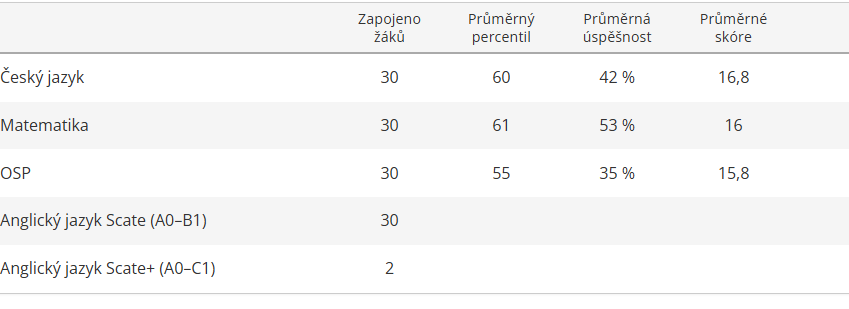 Zapojeno žáků Průměrný percentil Průměrná úspěšnost Průměrné skóre
Český jazyk 30 60 42 % 16,8
Matematika 30 61 53 % 16
OSP 30 55 35 % 15,8
Anglický jazyk Scate (A0–B1) 30
Anglický jazyk Scate+ (A0–C1) 2